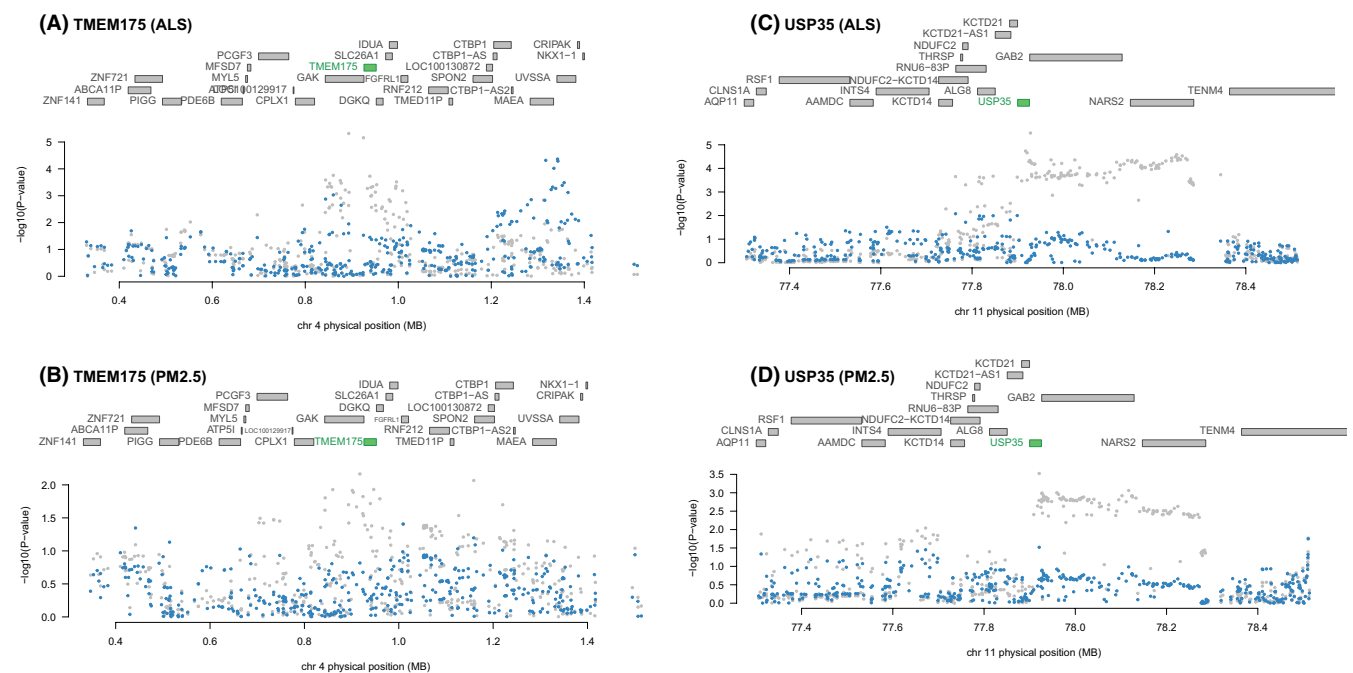 (A) TMEM175 (ALS)
IDUA CTBP1 CRIPAK
PCGF3 SLC26A1 CTBP1−AS NKX1−1
MFSD7 TMEM175 LOC100130872
ZNF721 MYL5 GAK FGFRL1 SPON2 UVSSA
ABCA11P LOC100129917 RNF212 CTBP1−AS2
ZNF141 PIGG PDE6B CPLX1 DGKQ TMED11P MAEA
−log10(P−value)
5
4
3
2
1
0
0.4 0.6 0.8 1.0 1.2 1.4
chr 4 physical position (MB)
(C) USP35 (ALS)
KCTD21
KCTD21−AS1
NDUFC2
THRSP GAB2
RNU6−83P
RSF1 NDUFC2−KCTD14
CLNS1A INTS4 ALG8 TENM4
AQP11 AAMDC KCTD14 USP35 NARS2
−log10(P−value)
5
4
3
2
1
0
77.4 77.6 77.8 78.0 78.2 78.4
chr 11 physical position (MB)
(B) TMEM175 (PM2.5)
IDUA CTBP1 NKX1−1
PCGF3 SLC26A1 CTBP1−AS CRIPAK
MFSD7 DGKQ LOC100130872
ZNF721 MYL5 GAK FGFRL1 SPON2 UVSSA
ABCA11P ATP5I LOC100129917 RNF212 CTBP1−AS2
ZNF141 PIGG PDE6B CPLX1 TMEM175 TMED11P MAEA
−log10(P−value)
2.0
1.5
1.0
0.5
0.0
0.4 0.6 0.8 1.0 1.2 1.4
chr 4 physical position (MB)
(D) USP35 (PM2.5)
KCTD21
KCTD21−AS1
NDUFC2
THRSP GAB2
RNU6−83P
RSF1 NDUFC2−KCTD14
CLNS1A INTS4 ALG8 TENM4
AQP11 AAMDC KCTD14 USP35 NARS2
−log10(P−value)
3.5
3.0
2.5
2.0
1.5
1.0
0.5
0.0
77.4 77.6 77.8 78.0 78.2 78.4
chr 11 physical position (MB)